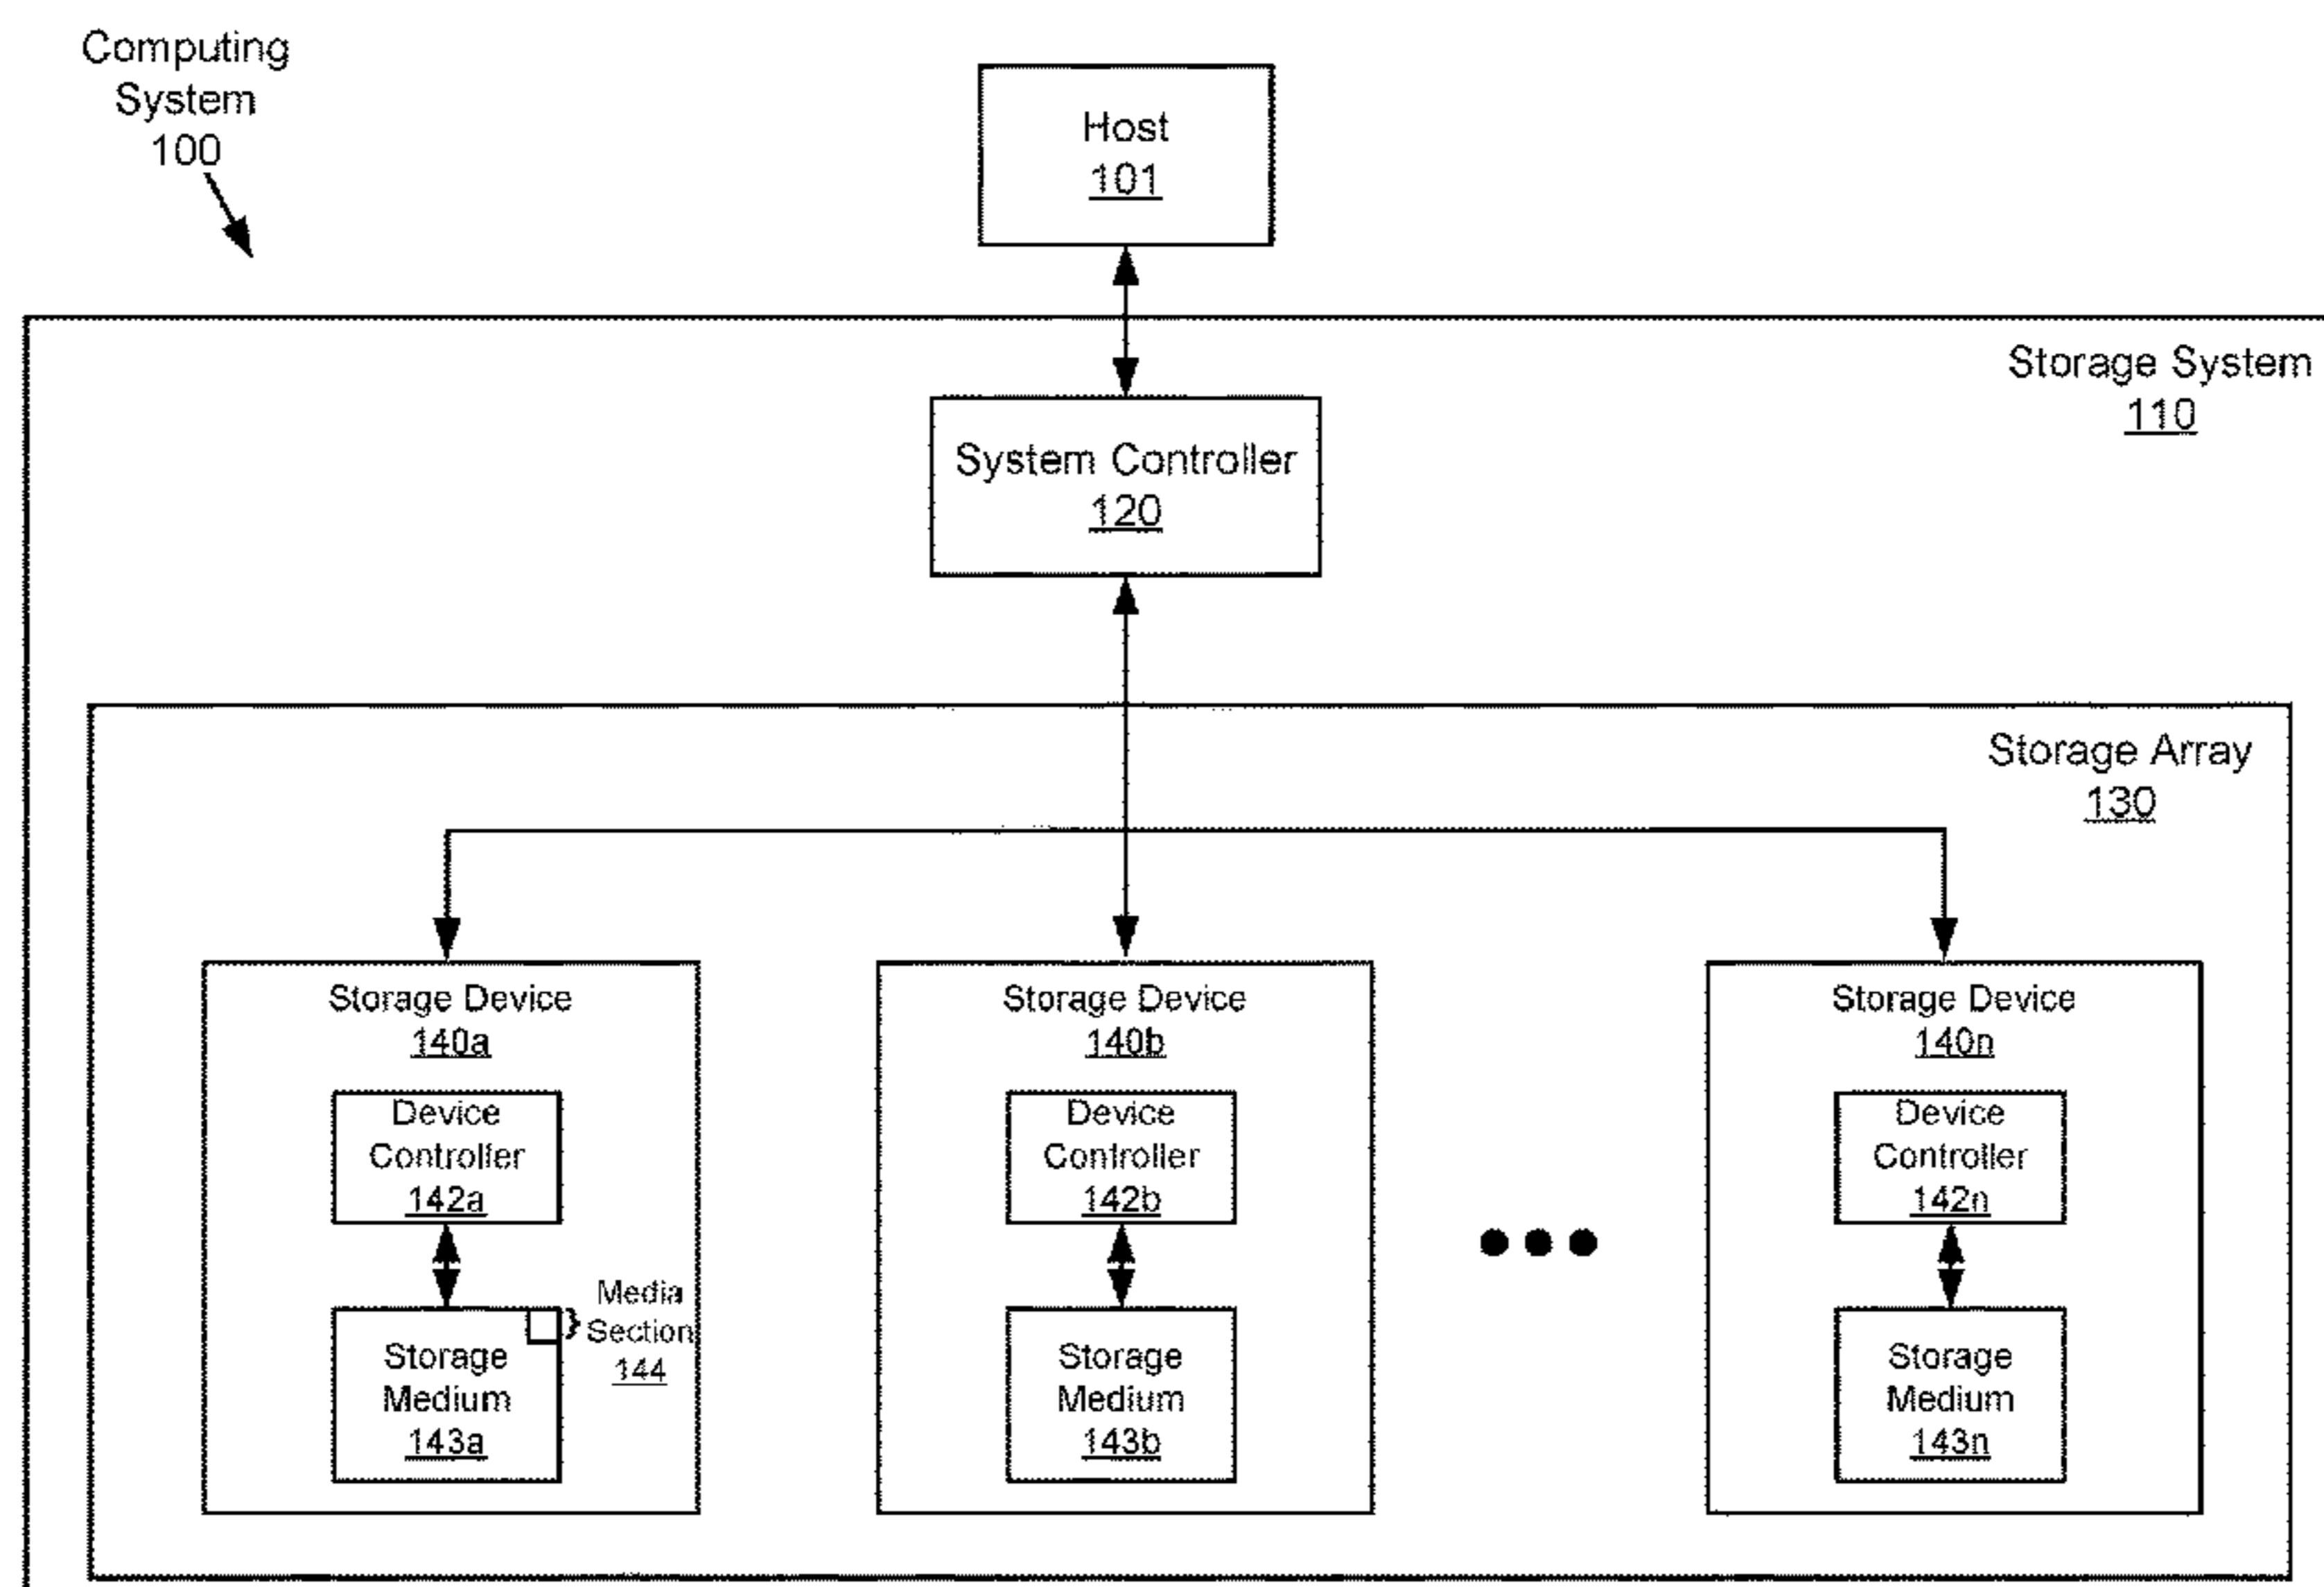 Computing
System
100
Host
101
Storage System
110
System Controller
120
Storage Array
130
Storage Device
140a
Device
Controller
142a
Media
Section
144
Storage
Medium
143a
Storage Device
140b
Device
Controller
142b
Storage
Medium
143b
Storage Device
140n
Device
Controller
142n
Storage
Medium
143n